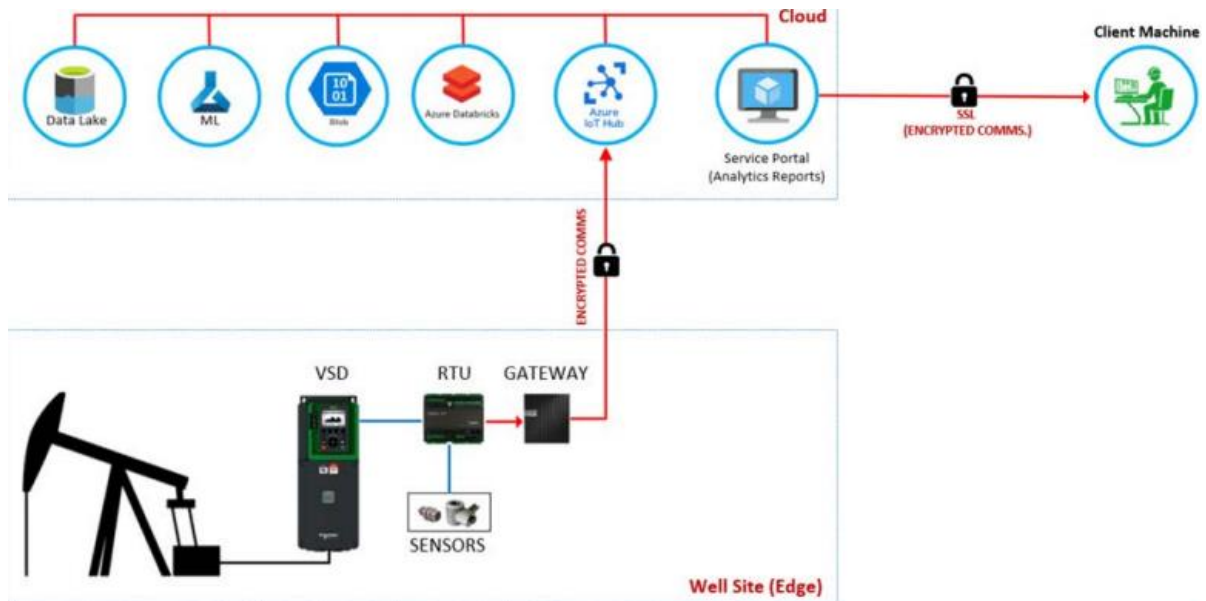 Cloud
Client Machine
Data Lake
ML
10
01
Blob
Azure Databricks
Azure
IoT Hub
Service Portal
(Analytics Reports)
SSL
(ENCRYPTED COMMS.)
ENCRYPTED COMMS
VSD
RTU
GATEWAY
SENSORS
Well Site (Edge)